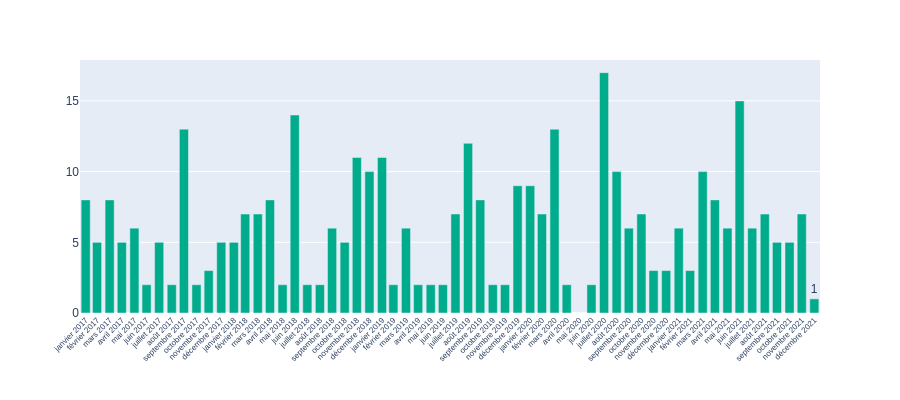 15
10
5
0
1
janvier 2017
février 2017
mars 2017
avril 2017
mai 2017
juin 2017
juillet 2017
août 2017
septembre 2017
octobre 2017
novembre 2017
décembre 2017
janvier 2018
février 2018
mars 2018
avril 2018
mai 2018
juin 2018
juillet 2018
août 2018
septembre 2018
octobre 2018
novembre 2018
décembre 2018
janvier 2019
février 2019
mars 2019
avril 2019
mai 2019
juin 2019
juillet 2019
août 2019
septembre 2019
octobre 2019
novembre 2019
décembre 2019
janvier 2020
février 2020
mars 2020
avril 2020
mai 2020
juin 2020
juillet 2020
août 2020
septembre 2020
octobre 2020
novembre 2020
décembre 2020
janvier 2021
février 2021
mars 2021
avril 2021
mai 2021
juin 2021
juillet 2021
août 2021
septembre 2021
octobre 2021
novembre 2021
décembre 2021